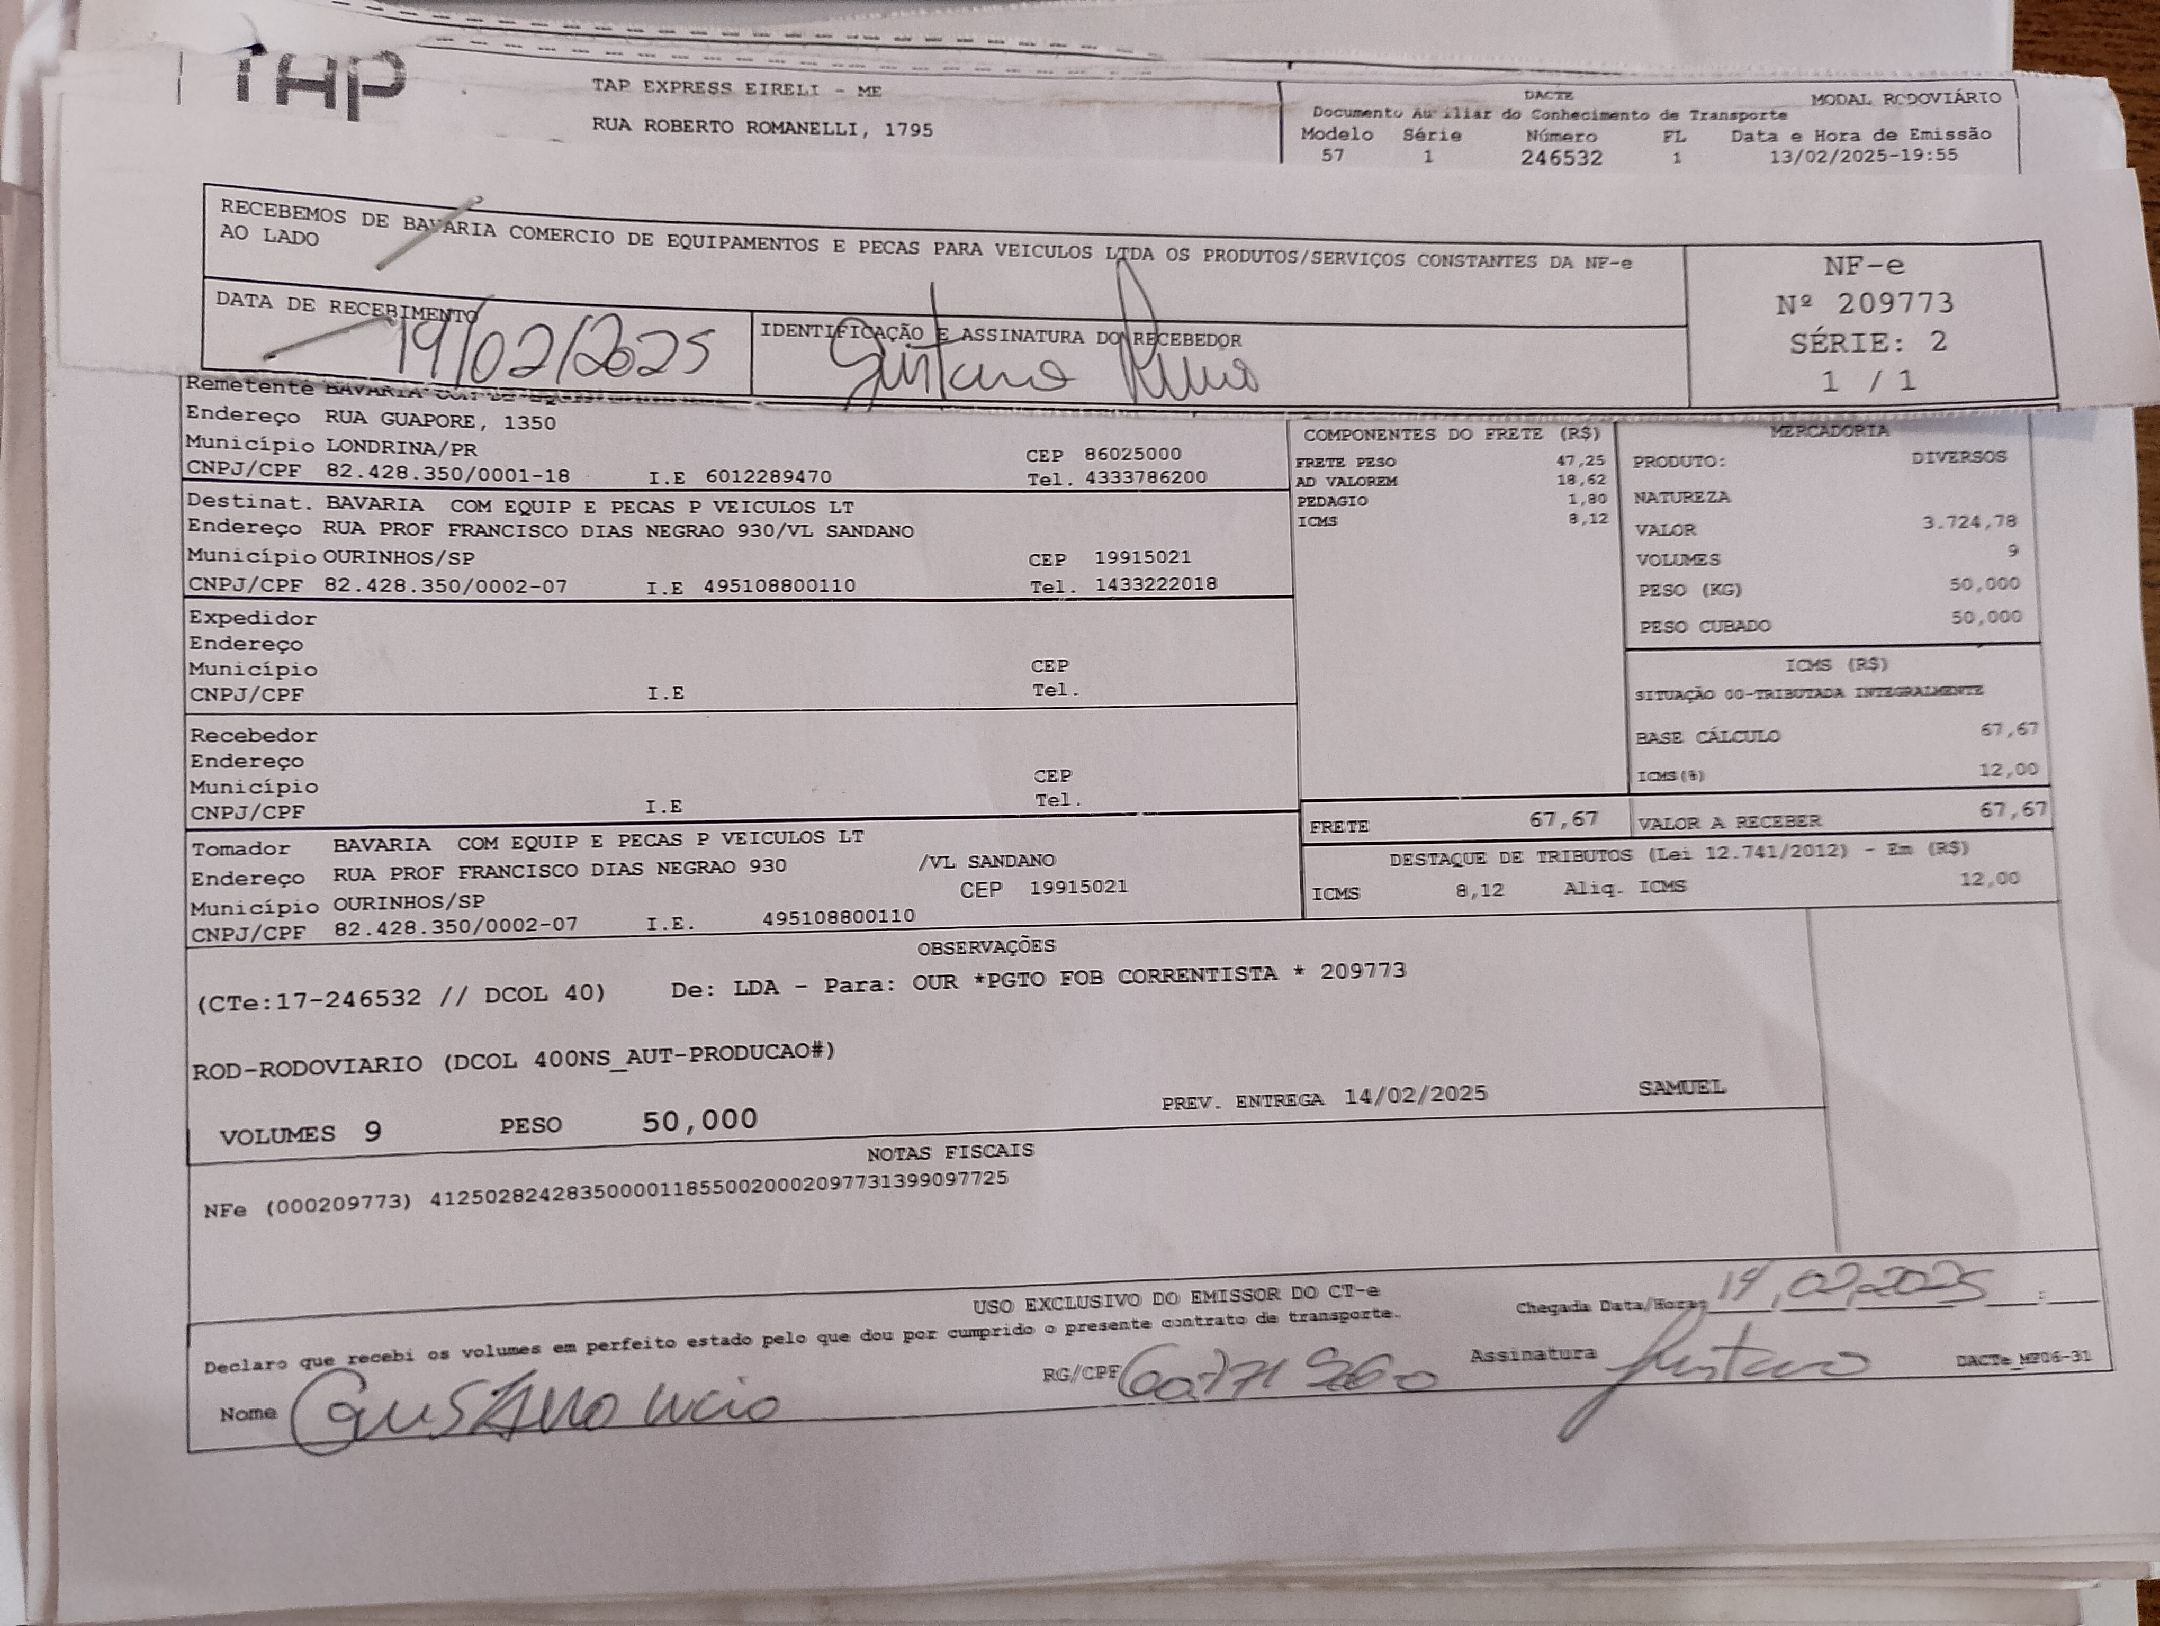 TAP
TAP EXPRESS EIRELI - ME
RUA ROBERTO ROMANELLI, 1795
DACTE
MODAL RODOVIÁRIO
Documento Auxiliar do Conhecimento de Transporte
Modelo Série Número FL Data e Hora de Emissão
57 1 246532 1 13/02/2025-19:55
RECEBEMOS DE BAVARIA COMERCIO DE EQUIPAMENTOS E PECAS PARA VEICULOS LTDA OS PRODUTOS/SERVIÇOS CONSTANTES DA NF-e
AO LADO
DATA DE RECEBIMENTO
14/02/2025
IDENTIFICAÇÃO E ASSINATURA DO RECEBEDOR
Gustavo
NF-e
Nº 209773
SÉRIE: 2
1 / 1
Remetente BAVARIA
Endereço RUA GUAPORE, 1350
Município LONDRINA/PR CEP 86025000
CNPJ/CPF 82.428.350/0001-18 I.E 6012289470 Tel. 4333786200
Destinat. BAVARIA COM EQUIP E PECAS P VEICULOS LT
Endereço RUA PROF FRANCISCO DIAS NEGRAO 930/VL SANDANO
Município OURINHOS/SP CEP 19915021
CNPJ/CPF 82.428.350/0002-07 I.E 495108800110 Tel. 1433222018
Expedidor
Endereço
Município CEP
CNPJ/CPF I.E Tel.
Recebedor
Endereço
Município CEP
CNPJ/CPF I.E Tel.
Tomador BAVARIA COM EQUIP E PECAS P VEICULOS LT
Endereço RUA PROF FRANCISCO DIAS NEGRAO 930 /VL SANDANO
Município OURINHOS/SP CEP 19915021
CNPJ/CPF 82.428.350/0002-07 I.E. 495108800110
COMPONENTES DO FRETE (R$)
FRETE PESO 47,25
AD VALOREM 18,62
PEDAGIO 1,80
ICMS 8,12
MERCADORIA
PRODUTO: DIVERSOS
NATUREZA
VALOR 3.724,78
VOLUMES 9
PESO (KG) 50,000
PESO CUBADO 50,000
ICMS (R$)
SITUAÇÃO 00-TRIBUTADA INTEGRALMENTE
BASE CÁLCULO 67,67
ICMS(%) 12,00
FRETE 67,67 VALOR A RECEBER 67,67
DESTAQUE DE TRIBUTOS (Lei 12.741/2012) - Em (R$)
ICMS 8,12 Aliq. ICMS 12,00
OBSERVAÇÕES
(CTe:17-246532 // DCOL 40) De: LDA - Para: OUR *PGTO FOB CORRENTISTA * 209773
ROD-RODOVIARIO (DCOL 400NS_AUT-PRODUCAO#)
VOLUMES 9 PESO 50,000 PREV. ENTREGA 14/02/2025 SAMUEL
NOTAS FISCAIS
NFe (000209773) 41250282428350000118550020002097731399097725
USO EXCLUSIVO DO EMISSOR DO CT-e
Declaro que recebi os volumes em perfeito estado pelo que dou por cumprido o presente contrato de transporte.
Chegada Data/Hora: 14,02,2025 :
Nome Gustavo Lucio RG/CPF Assinatura Gustavo DACTe_MF06-31